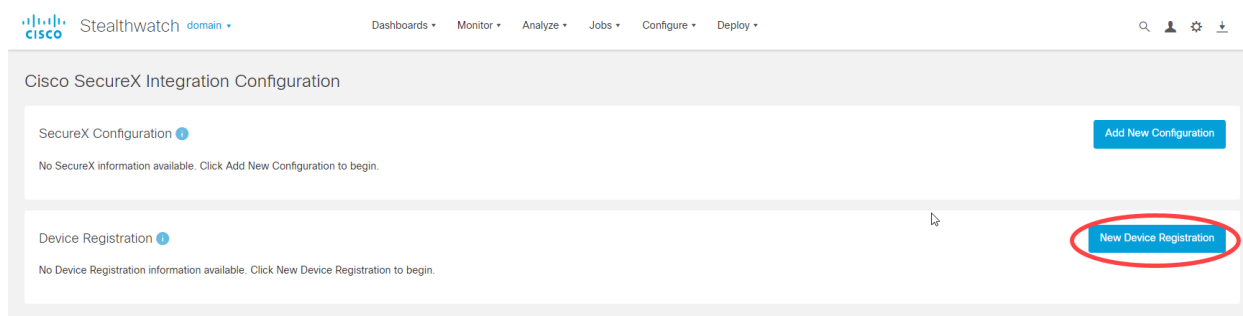 CISCO Stealthwatch domain Dashboards Monitor Analyze Jobs Configure Deploy
Cisco SecureX Integration Configuration
SecureX Configuration i Add New Configuration
No SecureX information available. Click Add New Configuration to begin.
Device Registration i New Device Registration
No Device Registration information available. Click New Device Registration to begin.